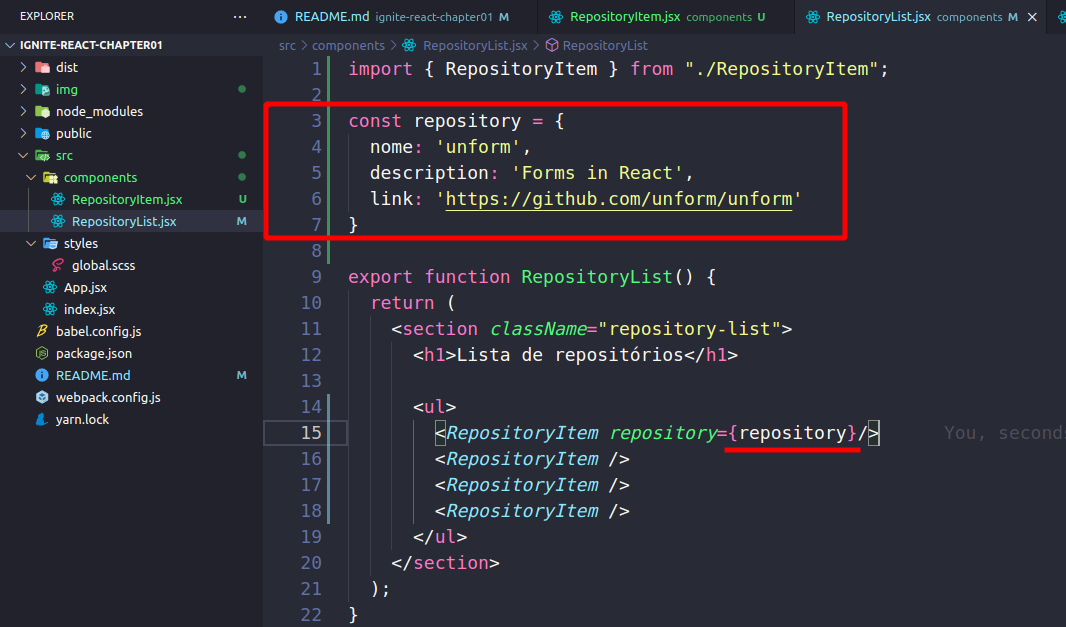 EXPLORER ... README.md ignite-react-chapter01 M RepositoryItem.jsx components U RepositoryList.jsx components M
IGNITE-REACT-CHAPTER01
dist
img
node_modules
public
src
components
RepositoryItem.jsx U
RepositoryList.jsx M
styles
global.scss
App.jsx
index.jsx
babel.config.js
package.json
README.md M
webpack.config.js
yarn.lock
src > components > RepositoryList.jsx > RepositoryList
1 import { RepositoryItem } from "./RepositoryItem";
2
3 const repository = {
4 nome: 'unform',
5 description: 'Forms in React',
6 link: 'https://github.com/unform/unform'
7 }
8
9 export function RepositoryList() {
10 return (
11 <section className="repository-list">
12 <h1>Lista de repositórios</h1>
13
14 <ul>
15 <RepositoryItem repository={repository}/> You, seconds
16 <RepositoryItem />
17 <RepositoryItem />
18 <RepositoryItem />
19 </ul>
20 </section>
21 );
22 }